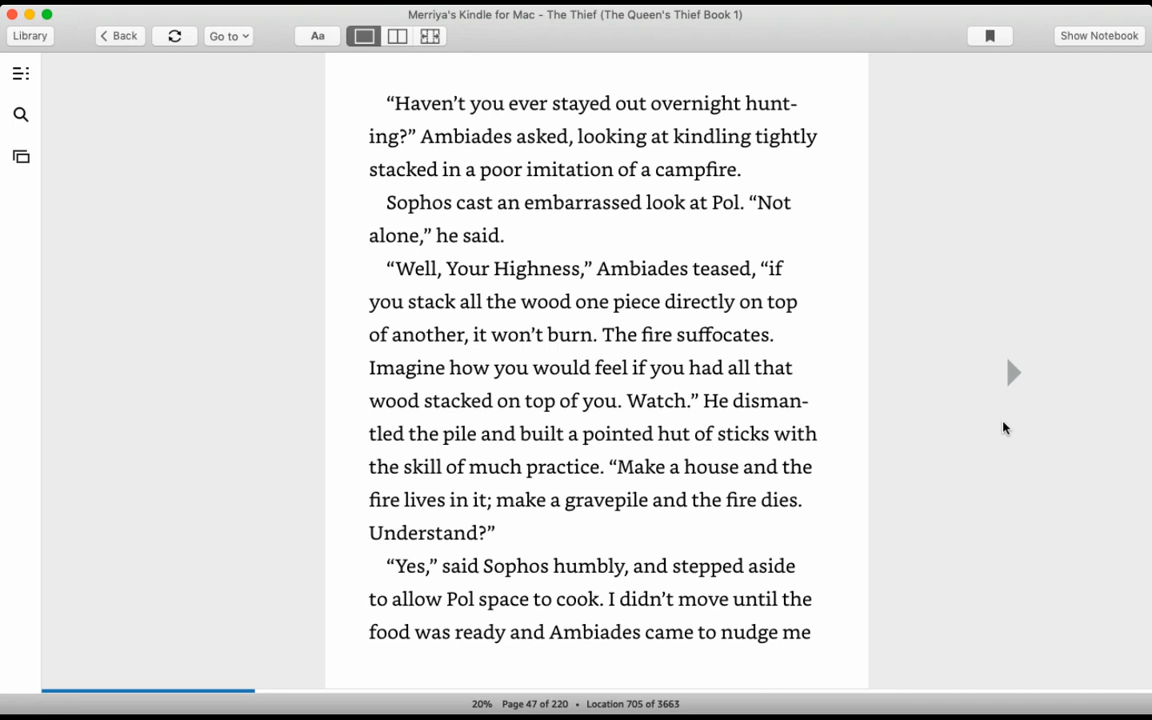 Merriya's Kindle for Mac - The Thief (The Queen's Thief Book 1)
Library
Back
Go to
Aa
Show Notebook
“Haven’t you ever stayed out overnight hunt-
ing?” Ambiades asked, looking at kindling tightly
stacked in a poor imitation of a campfire.
Sophos cast an embarrassed look at Pol. “Not
alone,” he said.
“Well, Your Highness,” Ambiades teased, “if
you stack all the wood one piece directly on top
of another, it won’t burn. The fire suffocates.
Imagine how you would feel if you had all that
wood stacked on top of you. Watch.” He disman-
tled the pile and built a pointed hut of sticks with
the skill of much practice. “Make a house and the
fire lives in it; make a gravepile and the fire dies.
Understand?”
“Yes,” said Sophos humbly, and stepped aside
to allow Pol space to cook. I didn’t move until the
food was ready and Ambiades came to nudge me
20% Page 47 of 220 • Location 705 of 3663